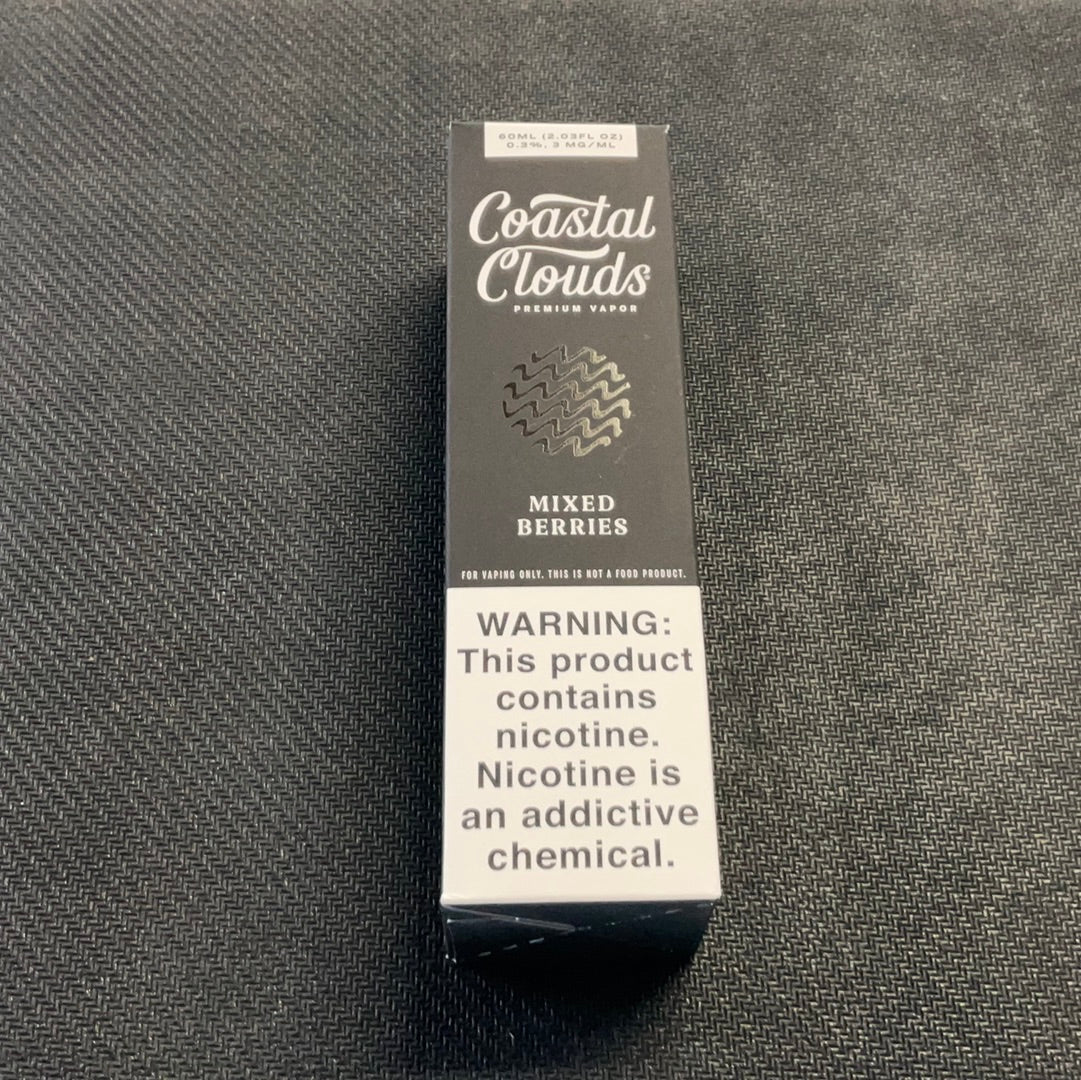 60ML (2.03FL OZ)
0.3%, 3 MG/ML
Coastal
Clouds®
PREMIUM VAPOR
MIXED
BERRIES
FOR VAPING ONLY. THIS IS NOT A FOOD PRODUCT.
WARNING:
This product
contains
nicotine.
Nicotine is
an addictive
chemical.